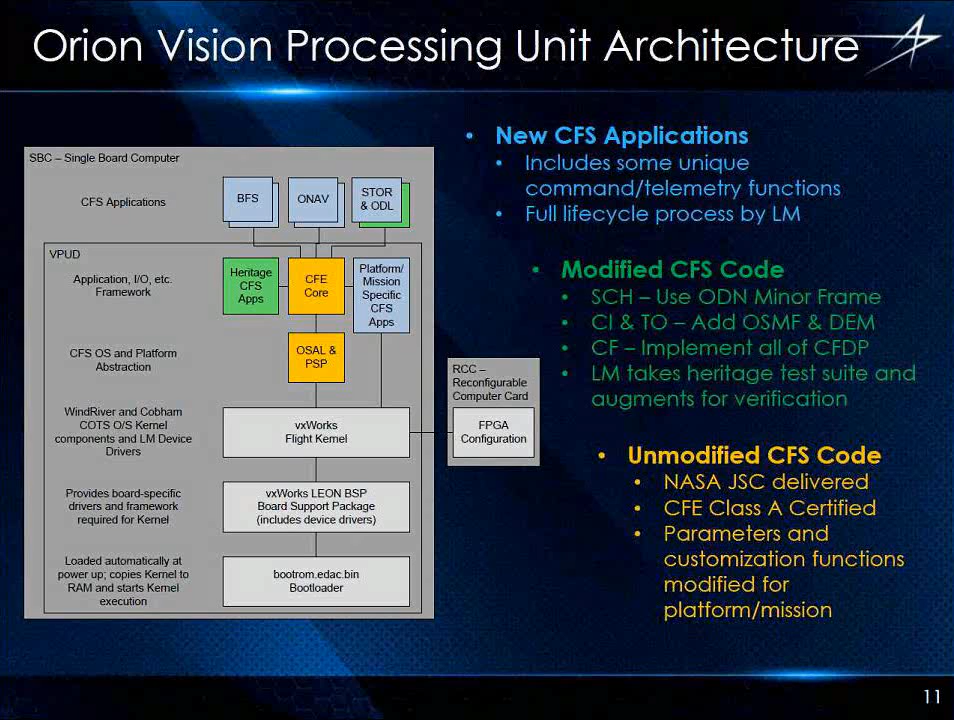 Orion Vision Processing Unit Architecture
SBC – Single Board Computer
CFS Applications
BFS
ONAV
STOR
& ODL
VPUD
Application, I/O, etc.
Framework
Heritage
CFS
Apps
CFE
Core
Platform/
Mission
Specific
CFS
Apps
CFS OS and Platform
Abstraction
OSAL &
PSP
WindRiver and Cobham
COTS O/S Kernel
components and LM Device
Drivers
vxWorks
Flight Kernel
RCC –
Reconfigurable
Computer Card
FPGA
Configuration
Provides board-specific
drivers and framework
required for Kernel
vxWorks LEON BSP
Board Support Package
(includes device drivers)
Loaded automatically at
power up; copies Kernel to
RAM and starts Kernel
execution
bootrom.edac.bin
Bootloader
• New CFS Applications
• Includes some unique
command/telemetry functions
• Full lifecycle process by LM
• Modified CFS Code
• SCH – Use ODN Minor Frame
• CI & TO – Add OSMF & DEM
• CF – Implement all of CFDP
• LM takes heritage test suite and
augments for verification
• Unmodified CFS Code
• NASA JSC delivered
• CFE Class A Certified
• Parameters and
customization functions
modified for
platform/mission
11